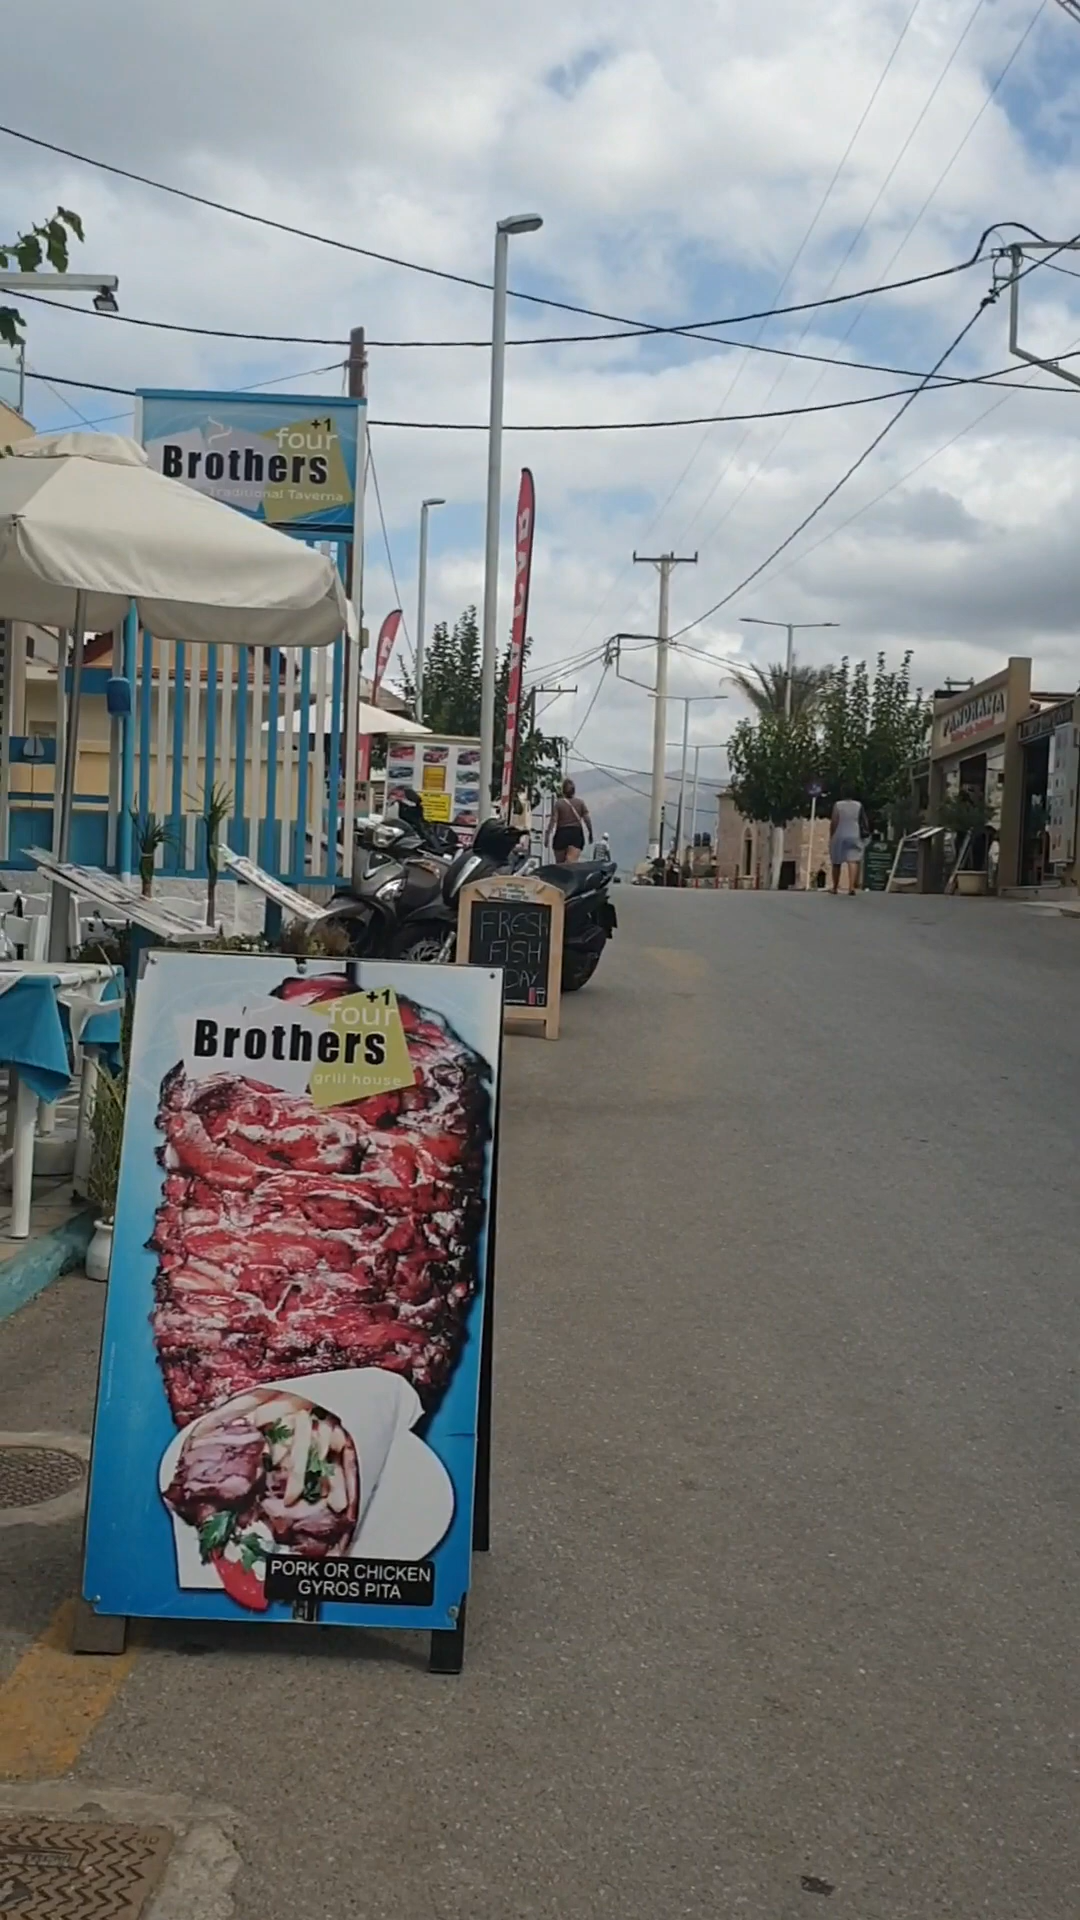 +1
four
Brothers
Traditional Taverna
PANORAMA
FRESH
FISH
DAY
+1
four
Brothers
grill house
PORK OR CHICKEN
GYROS PITA